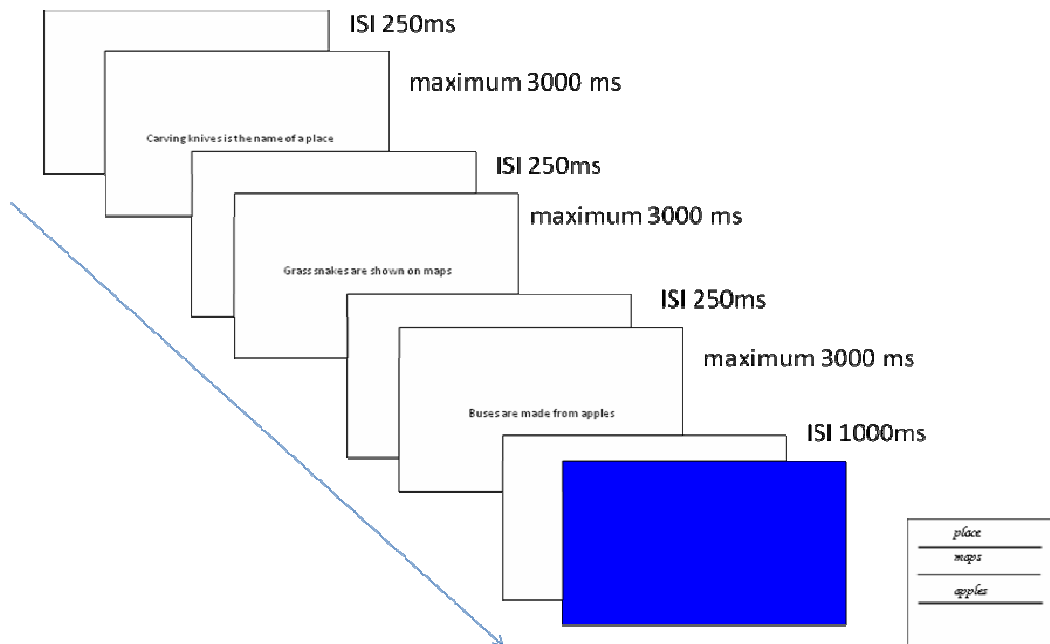 ISI 250ms
maximum 3000 ms
Carving knives is the name of a place
ISI 250ms
maximum 3000 ms
Grass snakes are shown on maps
ISI 250ms
maximum 3000 ms
Buses are made from apples
ISI 1000ms
place
maps
apples